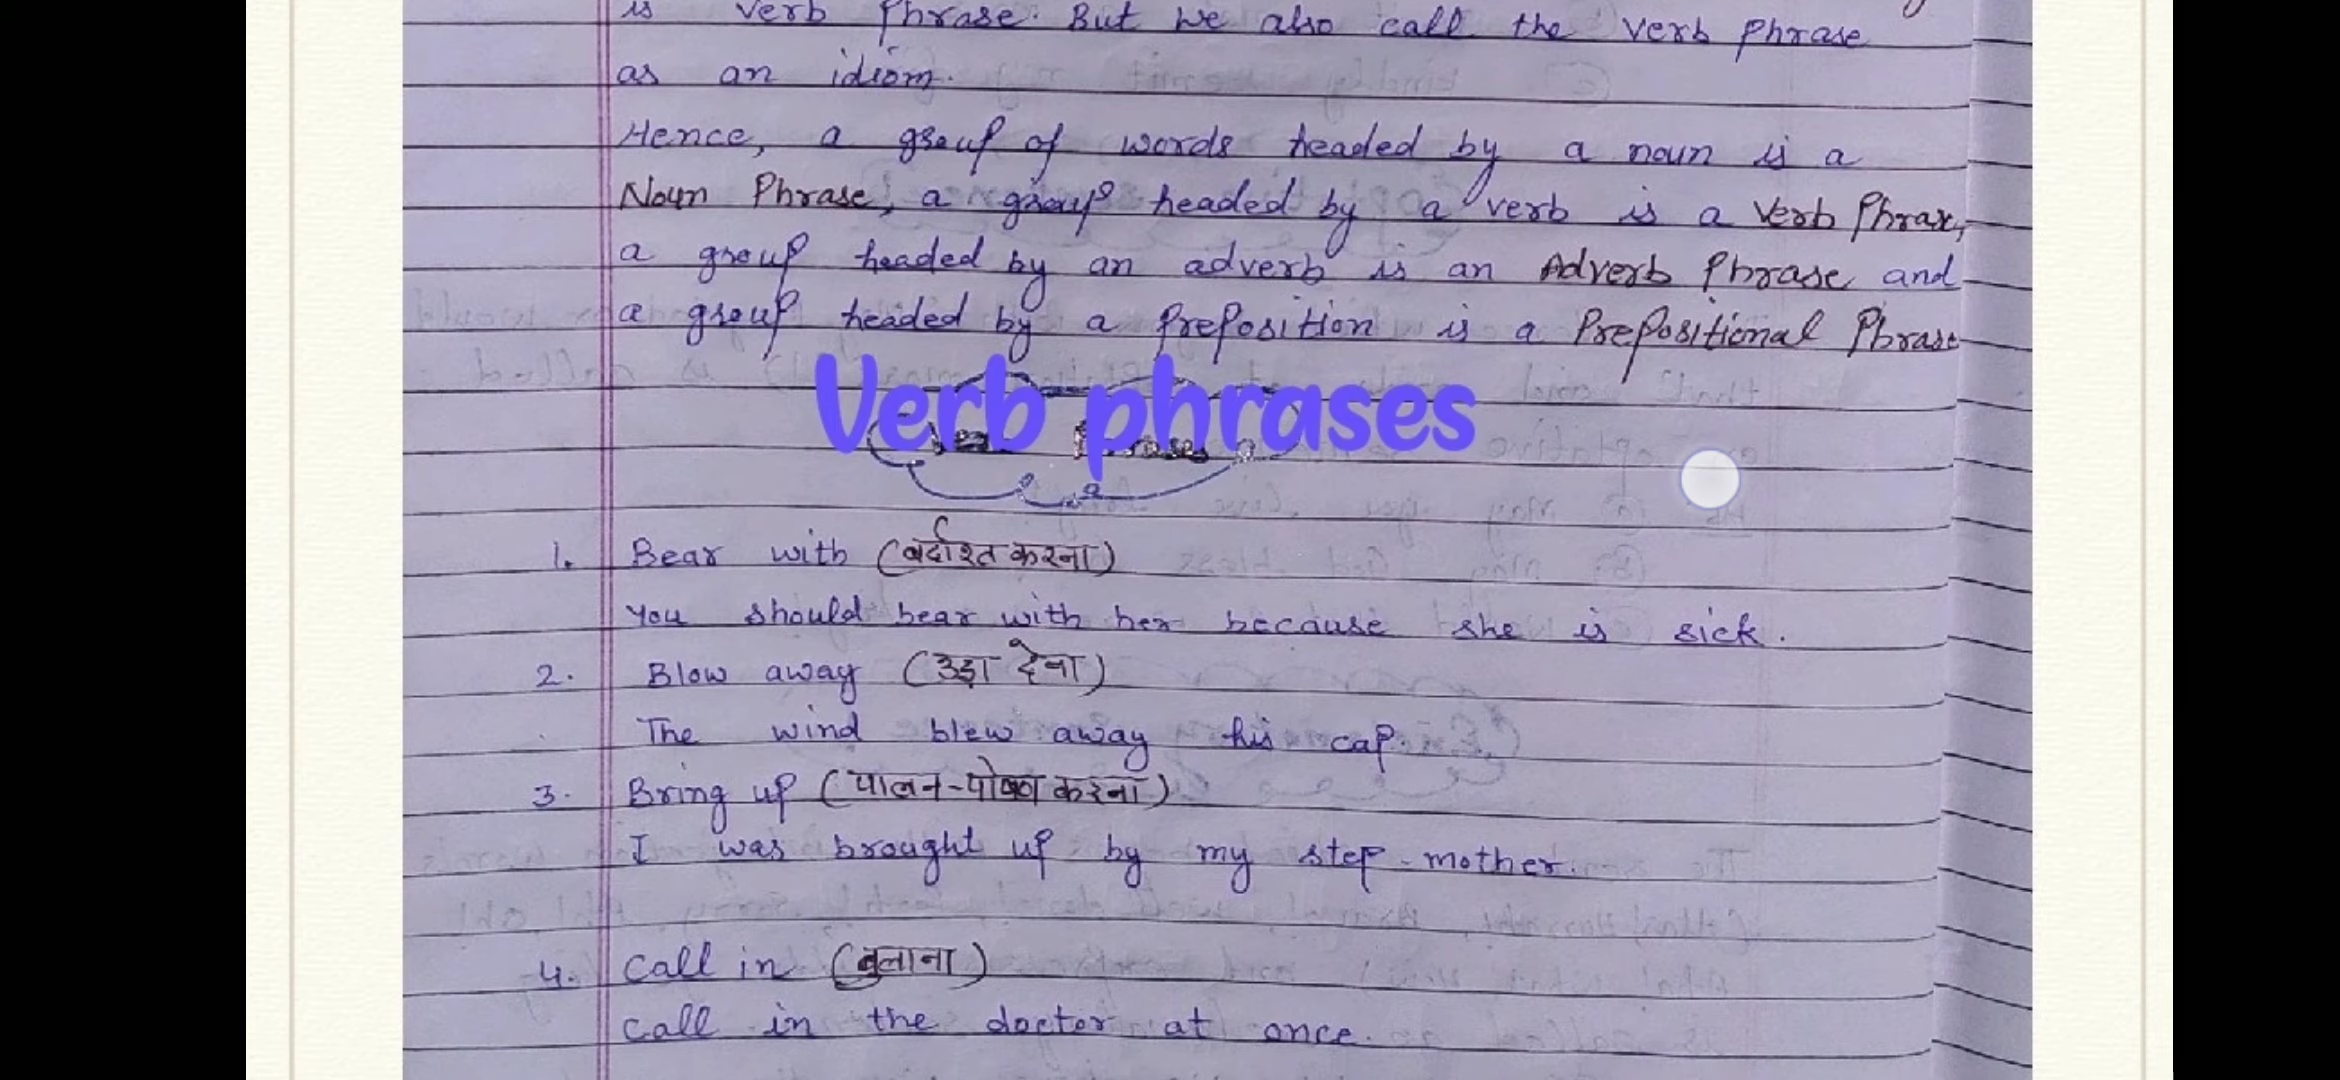 is verb Phrase. But we also call the verb phrase
as an idiom.
Hence, a group of words headed by a noun is a
Noun Phrase, a group headed by a verb is a Verb Phrase,
a group headed by an adverb is an Adverb Phrase and
a group headed by a preposition is a Prepositional Phrase
Verb phrases
1. Bear with (बर्दाश्त करना)
You should bear with her because she is sick.
2. Blow away (उड़ा देना)
The wind blew away his cap.
3. Bring up (पालन-पोषण करना)
I was brought up by my step-mother.
4. Call in (बुलाना)
Call in the doctor at once.